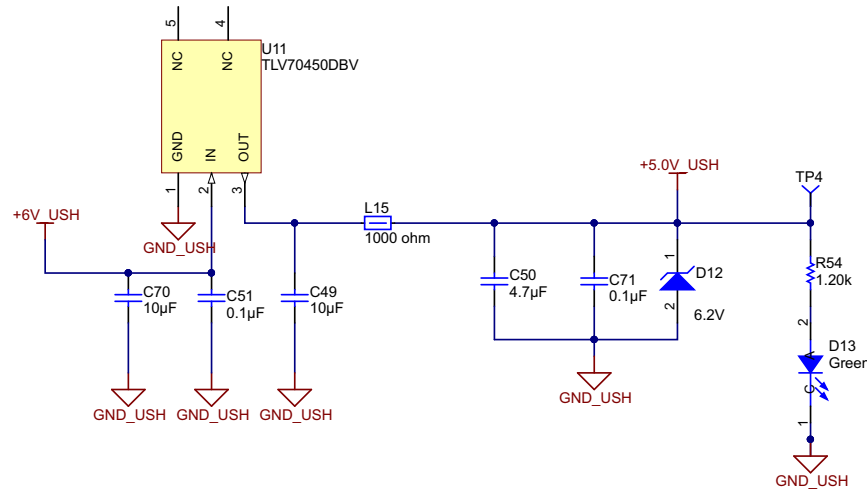 5
4
NC
NC
U11
TLV70450DBV
GND
IN
OUT
1
2
3
+6V_USH
GND_USH
L15
1000 ohm
+5.0V_USH
TP4
C70
10µF
C51
0.1µF
C49
10µF
C50
4.7µF
C71
0.1µF
1
D12
2
6.2V
R54
1.20k
2
D13
Green
A
C
1
GND_USH
GND_USH
GND_USH
GND_USH
GND_USH